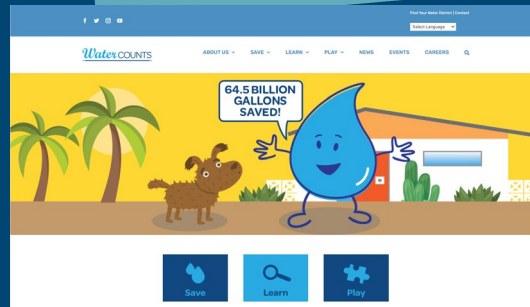 Find Your Water District | Contact
Select Language
Water COUNTS
ABOUT US
SAVE
LEARN
PLAY
NEWS
EVENTS
CAREERS
64.5 BILLION
GALLONS
SAVED!
Save
Learn
Play